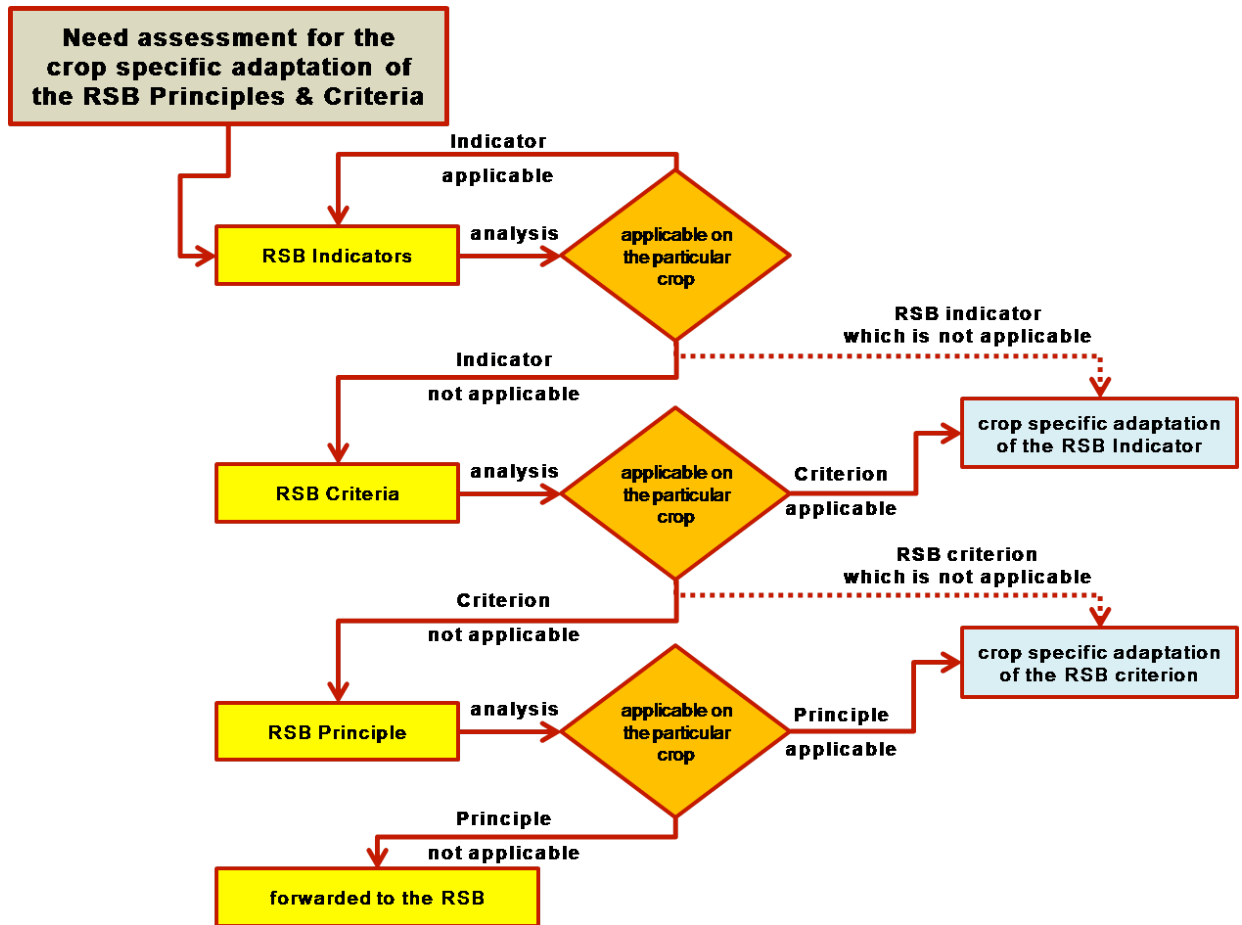 Need assessment for the
crop specific adaptation of
the RSB Principles & Criteria
Indicator
applicable
RSB Indicators
analysis
applicable on
the particular
crop
RSB indicator
which is not applicable
Indicator
not applicable
crop specific adaptation
of the RSB Indicator
RSB Criteria
analysis
applicable on
the particular
crop
Criterion
applicable
RSB criterion
which is not applicable
Criterion
not applicable
crop specific adaptation
of the RSB criterion
RSB Principle
analysis
applicable on
the particular
crop
Principle
applicable
Principle
not applicable
forwarded to the RSB